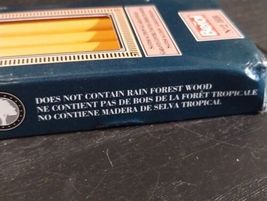 DOES NOT CONTAIN RAIN FOREST WOOD
NE CONTIENT PAS DE BOIS DE LA FORÊT TROPICALE
NO CONTIENE MADERA DE SELVA TROPICAL